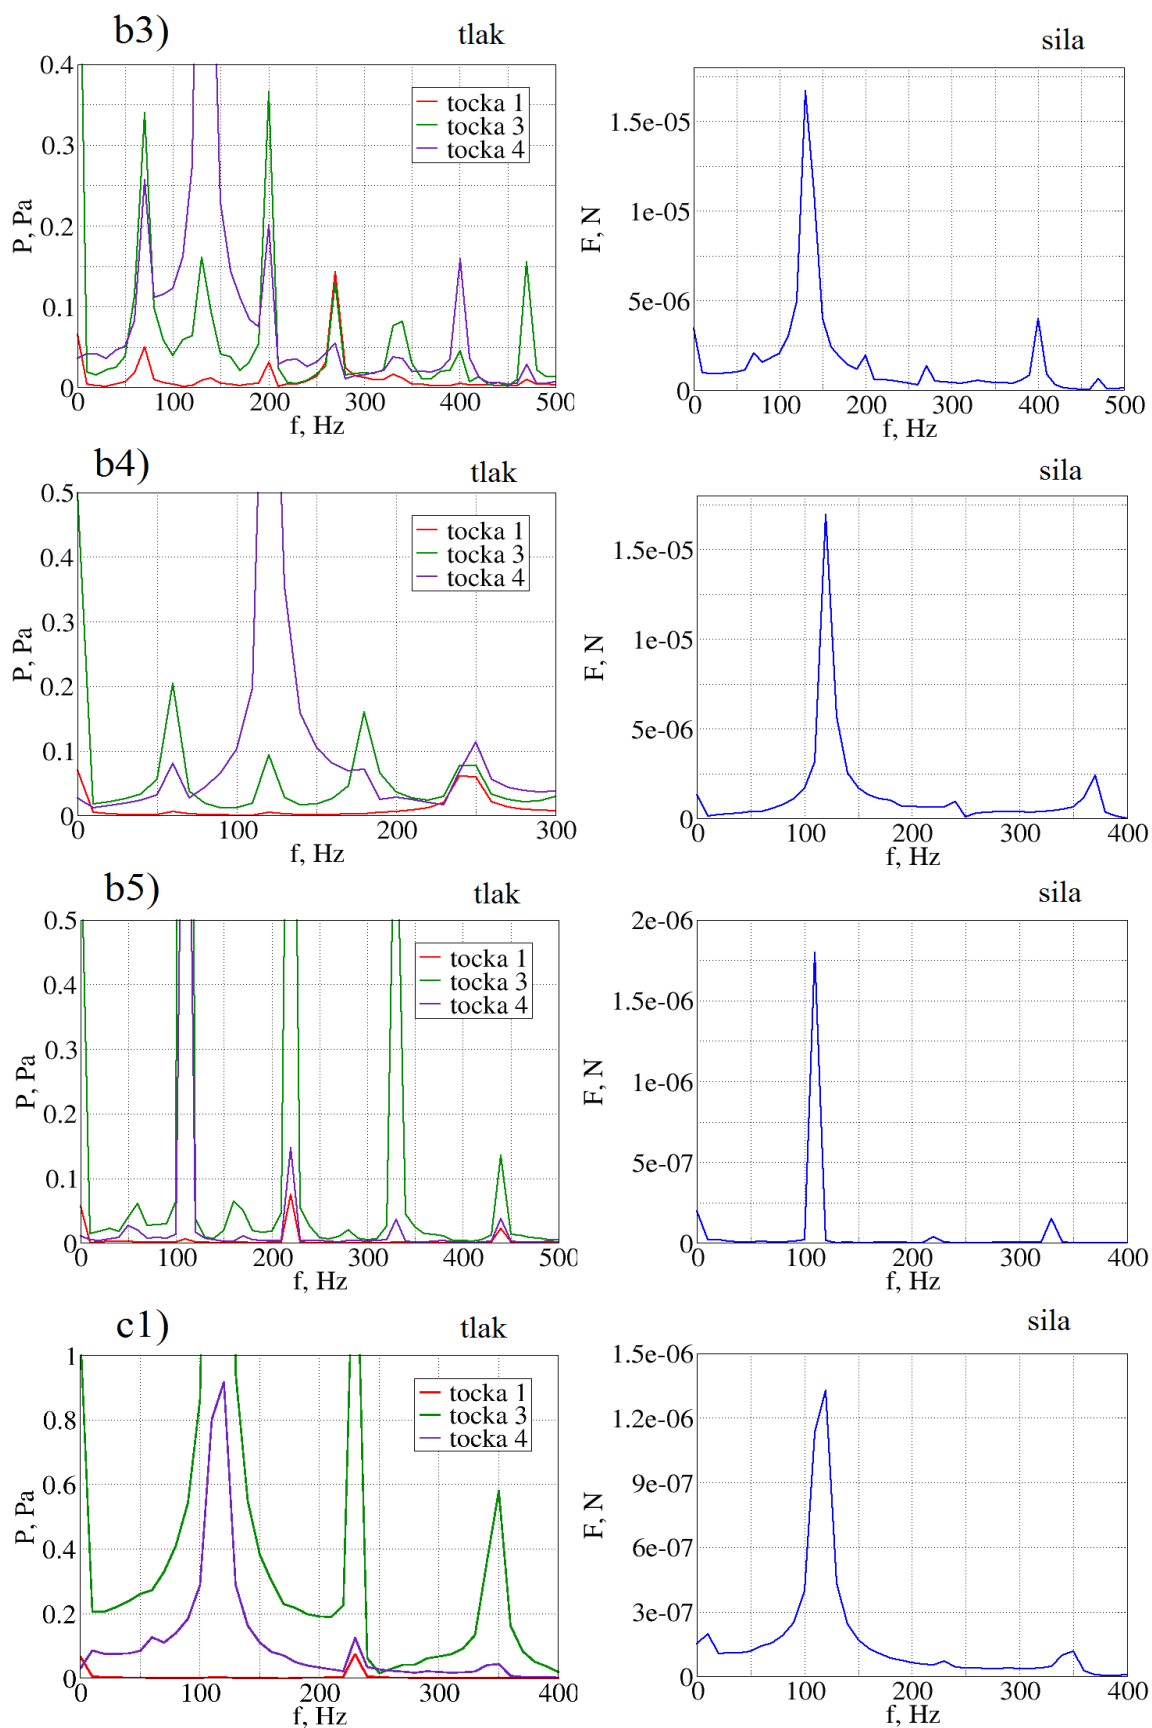 b3)
tlak
sila
P, Pa
0.4
0.3
0.2
0.1
0
tocka 1
tocka 3
tocka 4
0 100 200 300 400 500
f, Hz
F, N
1.5e-05
1e-05
5e-06
0
0 100 200 300 400 500
f, Hz
b4)
tlak
sila
P, Pa
0.5
0.4
0.3
0.2
0.1
0
tocka 1
tocka 3
tocka 4
0 100 200 300
f, Hz
F, N
1.5e-05
1e-05
5e-06
0
0 100 200 300 400
f, Hz
b5)
tlak
sila
P, Pa
0.5
0.4
0.3
0.2
0.1
0
tocka 1
tocka 3
tocka 4
0 100 200 300 400 500
f, Hz
F, N
2e-06
1.5e-06
1e-06
5e-07
0
0 100 200 300 400
f, Hz
c1)
tlak
sila
P, Pa
1
0.8
0.6
0.4
0.2
0
tocka 1
tocka 3
tocka 4
0 100 200 300 400
f, Hz
F, N
1.5e-06
1.2e-06
9e-07
6e-07
3e-07
0
0 100 200 300 400
f, Hz